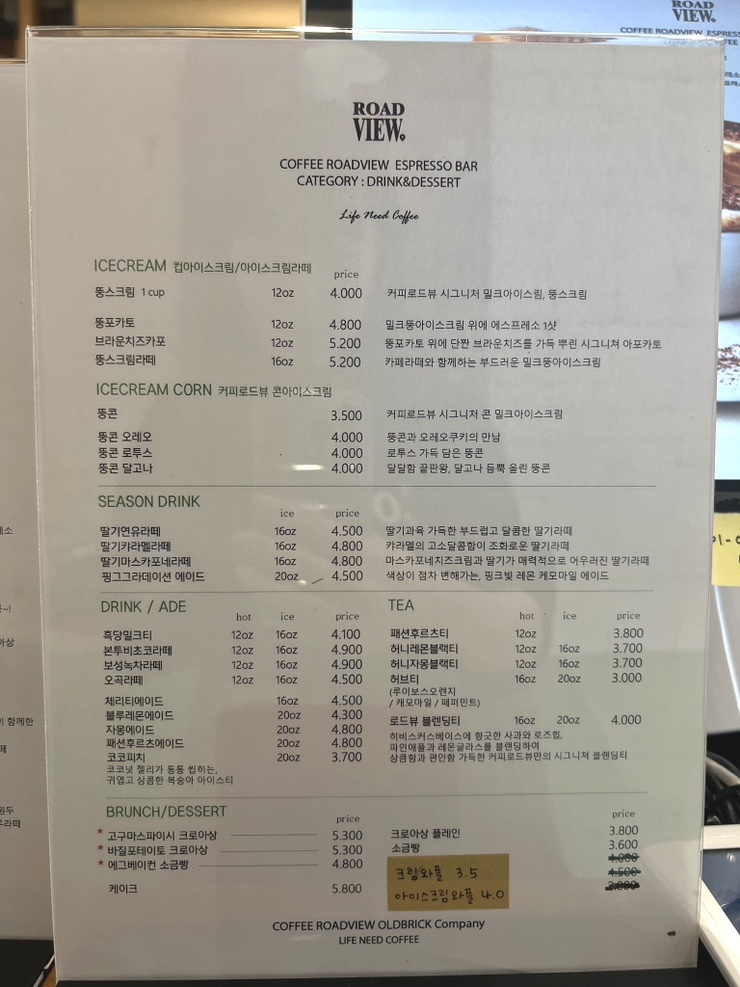 ROAD
VIEW.
COFFEE ROADVIEW ESPRESSO BAR
CATEGORY : DRINK&DESSERT
Life Need Coffee
ICECREAM 컵아이스크림/아이스크림라떼
price
뚱스크림 1 cup 12oz 4.000 커피로드뷰 시그니처 밀크아이스림, 뚱스크림
뚱포카토 12oz 4.800 밀크뚱아이스크림 위에 에스프레소 1샷
브라운치즈카포 12oz 5.200 뚱포카토 위에 단짠 브라운치즈를 가득 뿌린 시그니쳐 아포카토
뚱스크림라떼 16oz 5.200 카페라떼와 함께하는 부드러운 밀크뚱아이스크림
ICECREAM CORN 커피로드뷰 콘아이스크림
뚱콘 3.500 커피로드뷰 시그니처 콘 밀크아이스크림
뚱콘 오레오 4.000 뚱콘과 오레오쿠키의 만남
뚱콘 로투스 4.000 로투스 가득 담은 뚱콘
뚱콘 달고나 4.000 달달함 끝판왕, 달고나 듬뿍 올린 뚱콘
SEASON DRINK
ice price
딸기연유라떼 16oz 4.500 딸기과육 가득한 부드럽고 달콤한 딸기라떼
딸기캬라멜라떼 16oz 4.800 캬라멜의 고소달콤함이 조화로운 딸기라떼
딸기마스카포네라떼 16oz 4.800 마스카포네치즈크림과 딸기가 매력적으로 어우러진 딸기라떼
핑그그라데이션 에이드 20oz 4.500 색상이 점차 변해가는, 핑크빛 레몬 케모마일 에이드
DRINK / ADE
hot ice price
흑당밀크티 12oz 16oz 4.100
본투비초코라떼 12oz 16oz 4.900
보성녹차라떼 12oz 16oz 4.900
오곡라떼 12oz 16oz 4.500
체리티에이드 16oz 4.500
블루레몬에이드 20oz 4.300
자몽에이드 20oz 4.800
패션후르츠에이드 20oz 4.800
코코피치 20oz 3.700
코코넛 젤리가 통통 씹히는,
귀엽고 상큼한 복숭아 아이스티
TEA
hot ice price
패션후르츠티 12oz 3.800
허니레몬블랙티 12oz 16oz 3.700
허니자몽블랙티 12oz 16oz 3.700
허브티 16oz 20oz 3.000
(루이보스오렌지
/ 캐모마일 / 페퍼민트)
로드뷰 블렌딩티 16oz 20oz 4.000
히비스커스베이스에 향긋한 사과와 로즈힙,
파인애플과 레몬글라스를 블랜딩하여
상큼함과 편안함 가득한 커피로드뷰만의 시그니쳐 블랜딩티
BRUNCH/DESSERT
price
* 고구마스파이시 크로아상 5.300
* 바질포테이토 크로아상 5.300
* 에그베이컨 소금빵 4.800
케이크 5.800
price
크로아상 플레인 3.800
소금빵 3.600
4.000
크림와플 3.5 4.500
아이스크림와플 4.0
COFFEE ROADVIEW OLDBRICK Company
LIFE NEED COFFEE
ROAD
VIEW.